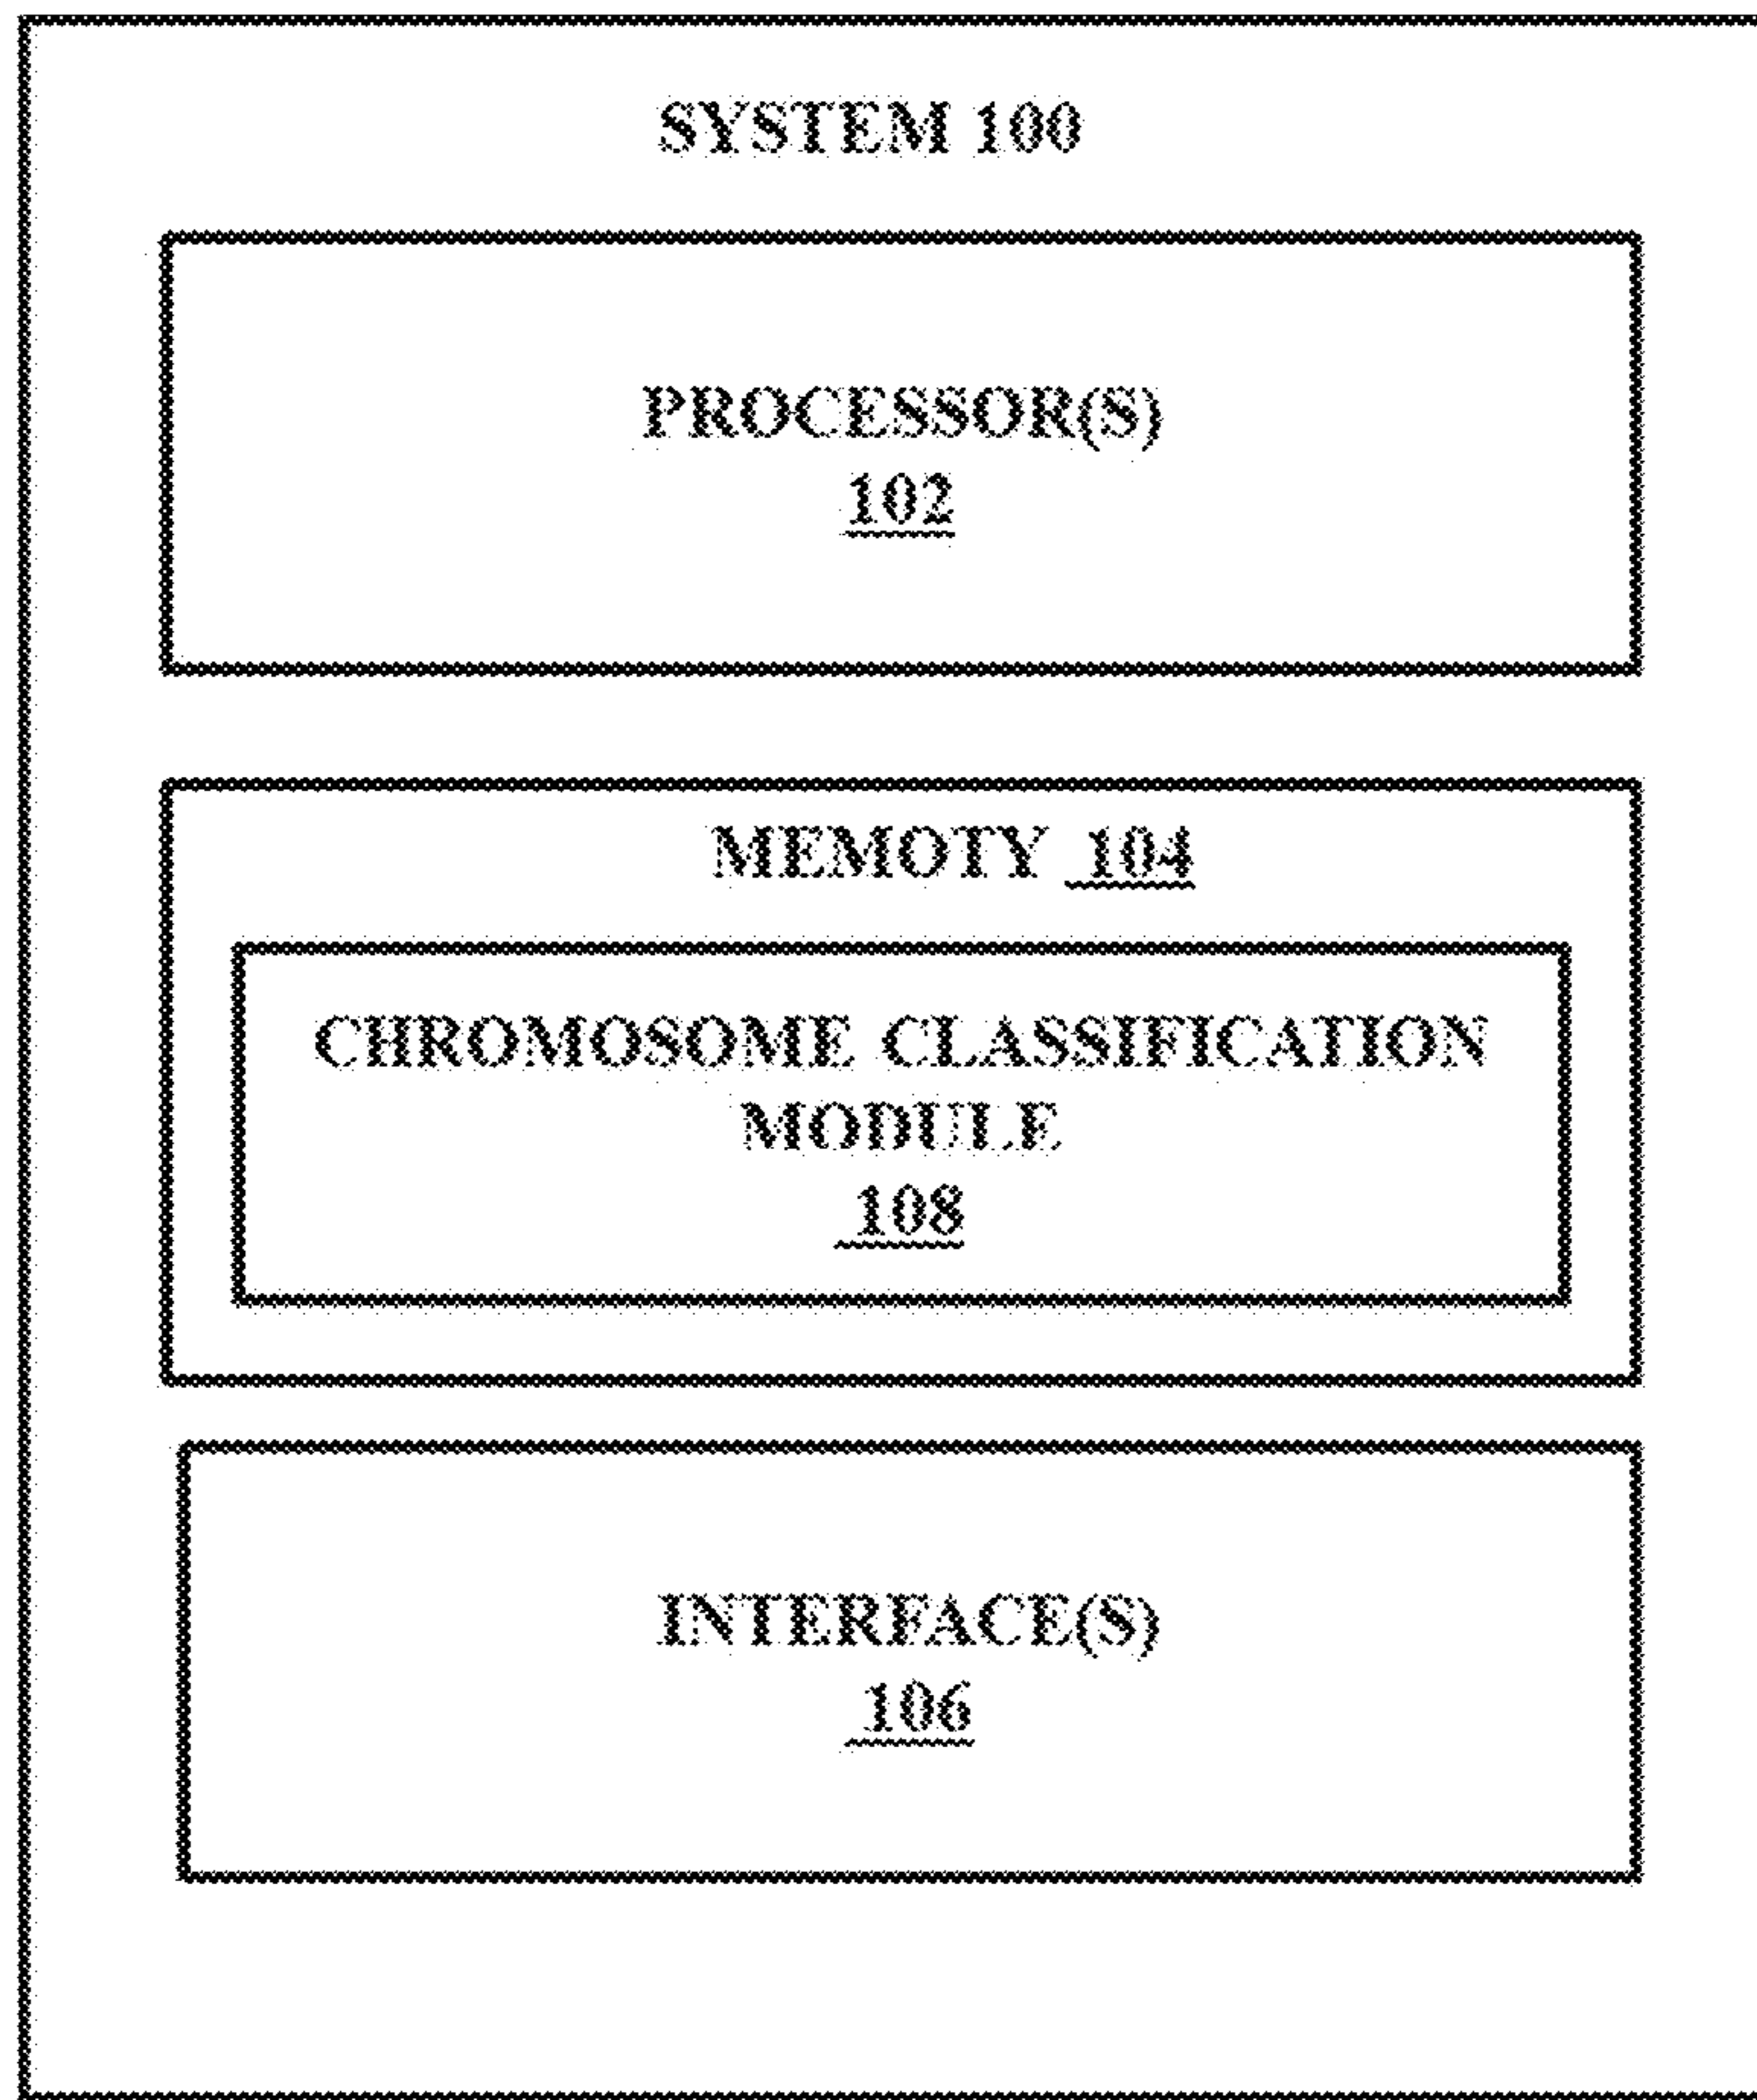 SYSTEM 100
PROCESSOR(S)
102
MEMOTY 104
CHROMOSOME CLASSIFICATION
MODULE
108
INTERFACE(S)
106